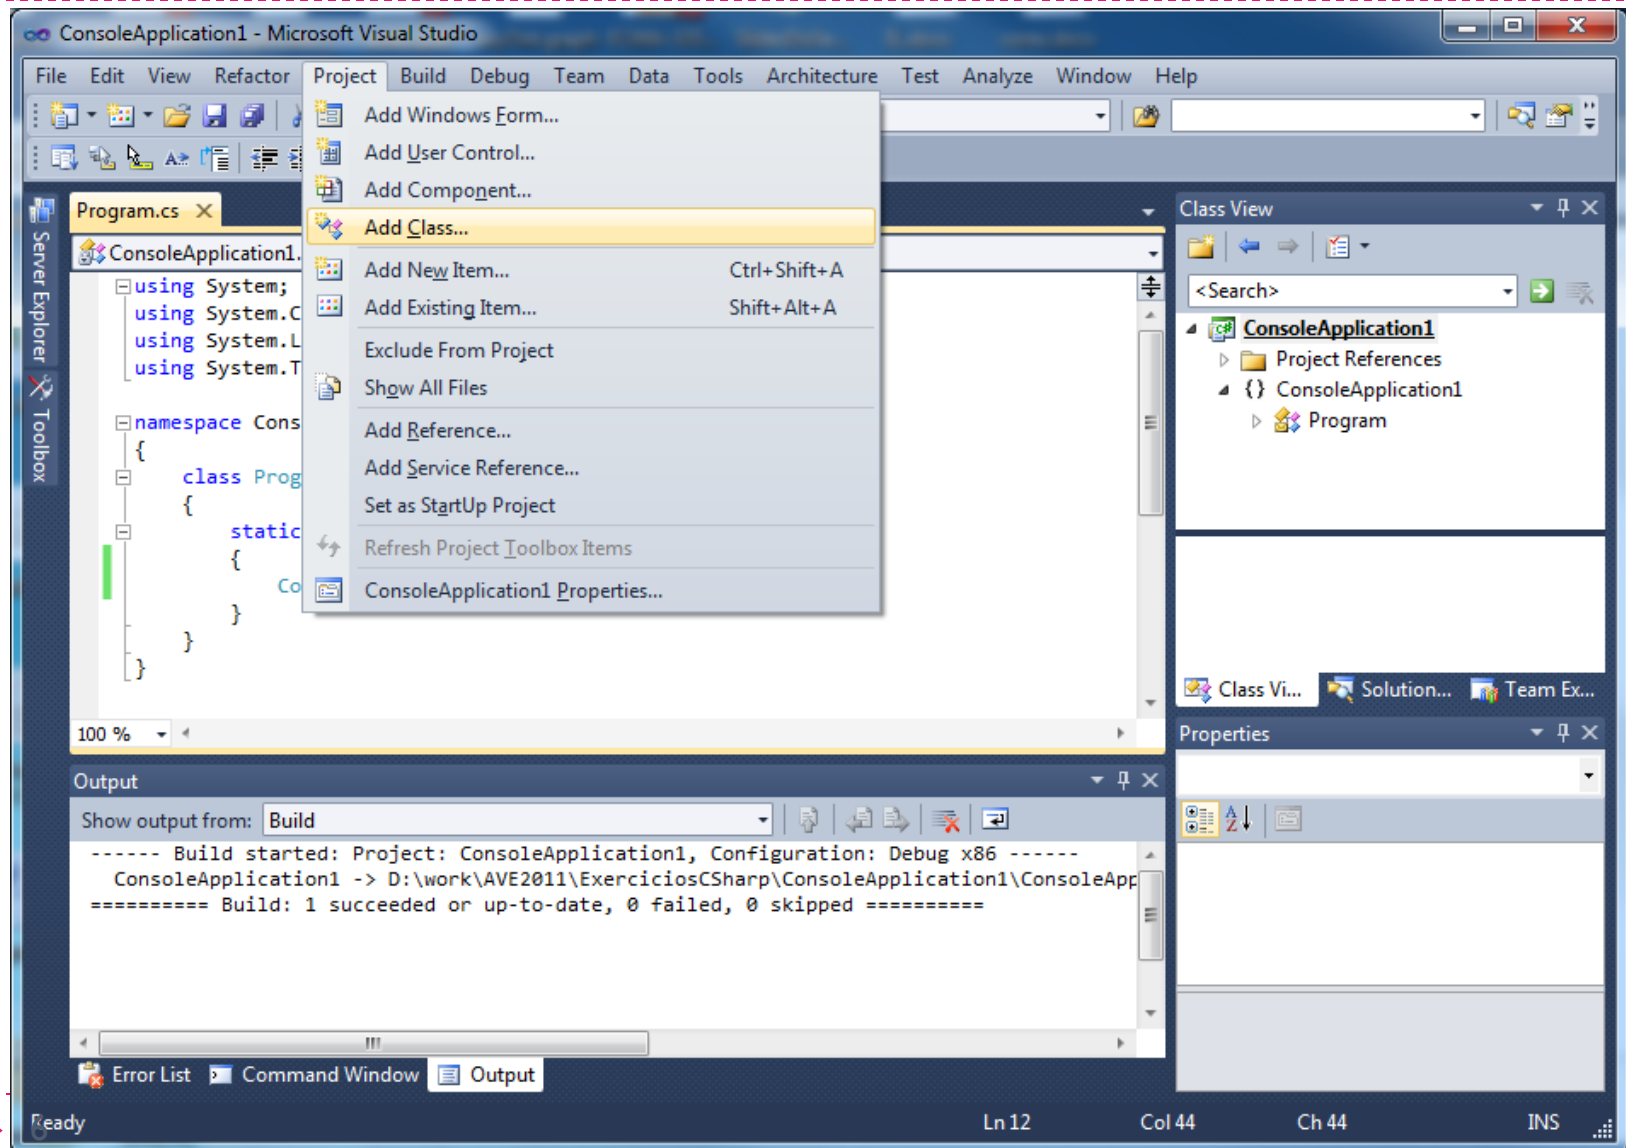 ConsoleApplication1 - Microsoft Visual Studio
File Edit View Refactor Project Build Debug Team Data Tools Architecture Test Analyze Window Help
Add Windows Form...
Add User Control...
Add Component...
Add Class...
Add New Item... Ctrl+Shift+A
Add Existing Item... Shift+Alt+A
Exclude From Project
Show All Files
Add Reference...
Add Service Reference...
Set as StartUp Project
Refresh Project Toolbox Items
ConsoleApplication1 Properties...
Server Explorer
Toolbox
Program.cs
ConsoleApplication1.
using System;
using System.C
using System.L
using System.T
namespace Cons
{
class Prog
{
static
{
Co
}
}
}
100 %
Class View
<Search>
ConsoleApplication1
Project References
{} ConsoleApplication1
Program
Class Vi... Solution... Team Ex...
Properties
Output
Show output from: Build
------ Build started: Project: ConsoleApplication1, Configuration: Debug x86 ------
ConsoleApplication1 -> D:\work\AVE2011\ExerciciosCSharp\ConsoleApplication1\ConsoleApp
========== Build: 1 succeeded or up-to-date, 0 failed, 0 skipped ==========
Error List Command Window Output
Ready Ln 12 Col 44 Ch 44 INS